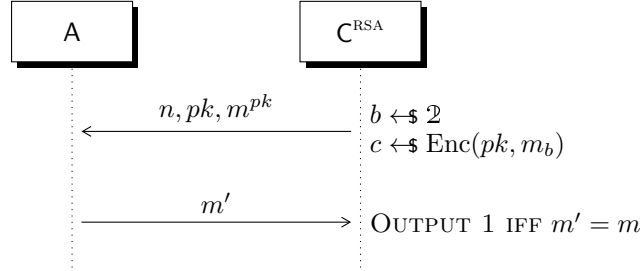 A C^RSA
n, pk, m^pk
b ←$ 2
c ←$ Enc(pk, m_b)
m′
OUTPUT 1 IFF m′ = m